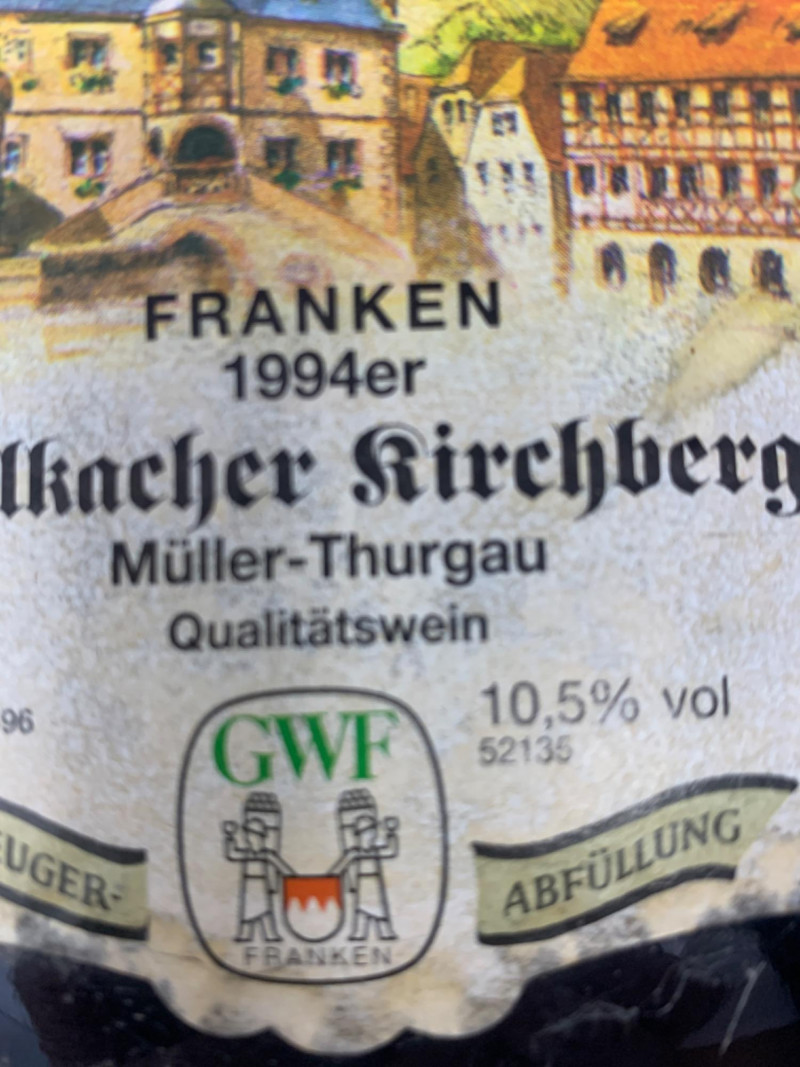 FRANKEN
1994er
lkacher Kirchberg
Müller-Thurgau
Qualitätswein
96
10,5% vol
52135
GWF
EUGER-
ABFÜLLUNG
FRANKEN